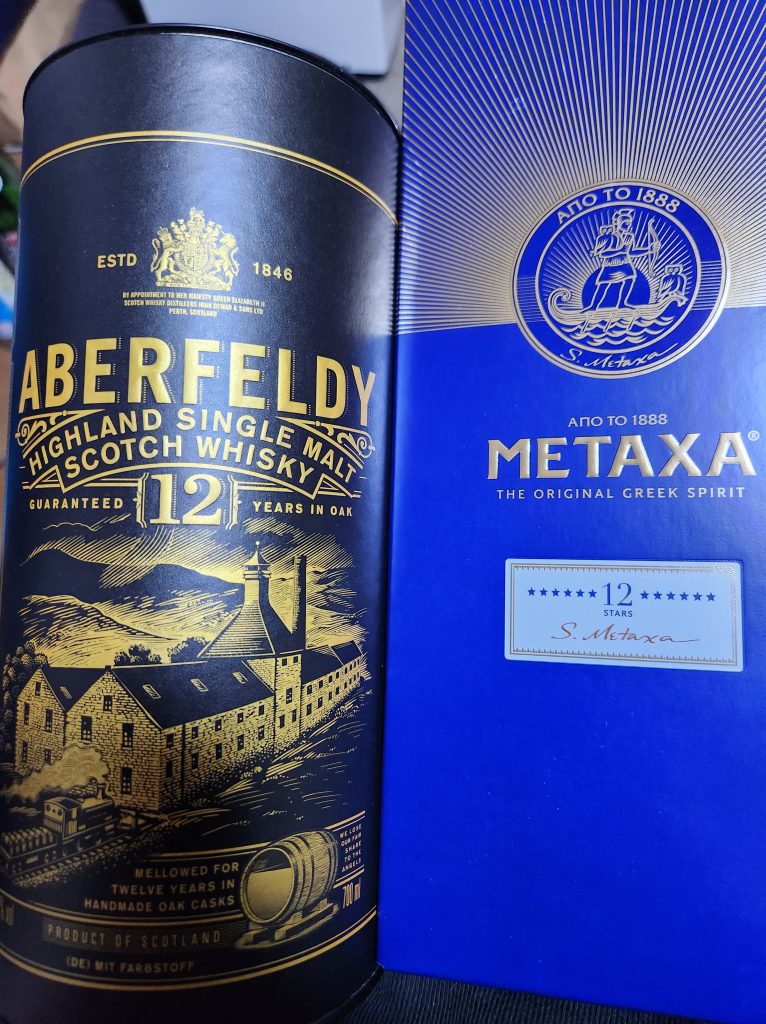 ESTD 1846
BY APPOINTMENT TO HER MAJESTY QUEEN ELIZABETH II
SCOTCH WHISKY DISTILLERS JOHN DEWAR & SONS LTD
PERTH, SCOTLAND
ABERFELDY
HIGHLAND SINGLE MALT
SCOTCH WHISKY
GUARANTEED 12 YEARS IN OAK
MELLOWED FOR
TWELVE YEARS IN
HANDMADE OAK CASKS
WE LOSE
OUR FAIR
SHARE
TO THE
ANGELS
700 ml
PRODUCT OF SCOTLAND
(DE) MIT FARBSTOFF
ΑΠΟ ΤΟ 1888
S. Metaxa
ΑΠΟ ΤΟ 1888
METAXA®
THE ORIGINAL GREEK SPIRIT
★★★★★★ 12 ★★★★★★
STARS
S. Metaxa